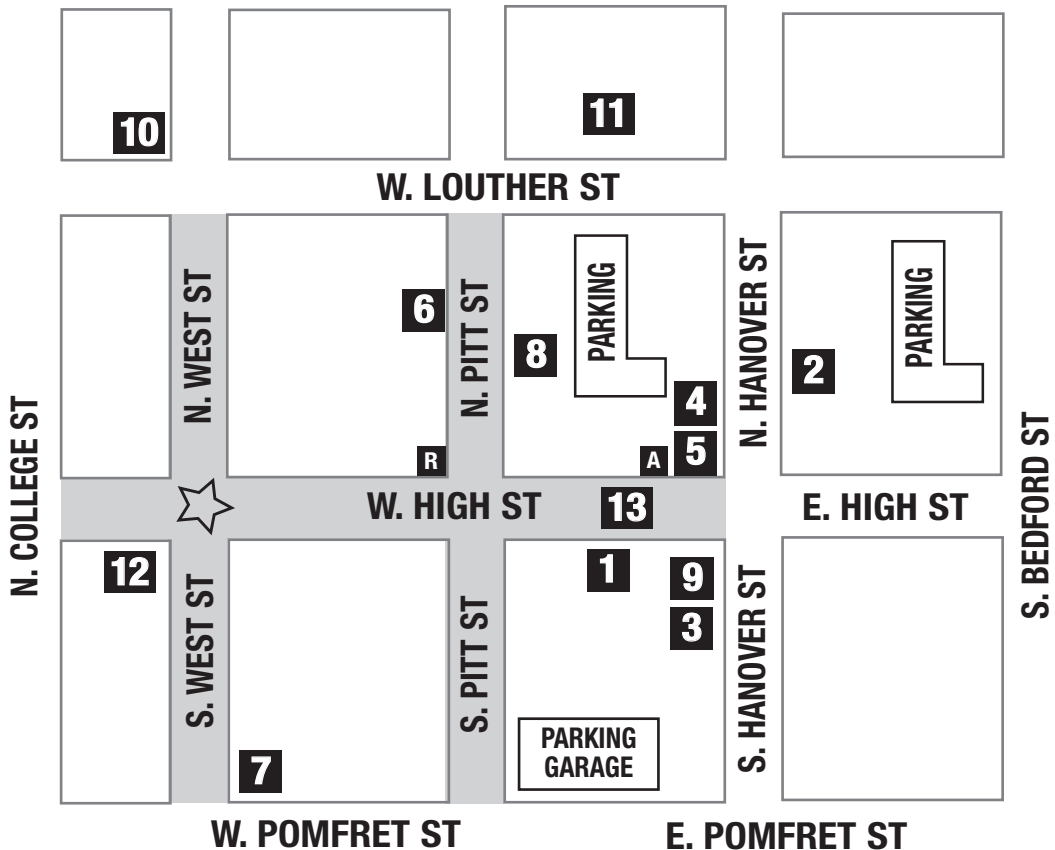 10
11
W. LOUTHER ST
N. WEST ST
6
N. PITT ST
8
PARKING
4
5
A
R
N. HANOVER ST
2
PARKING
N. COLLEGE ST
W. HIGH ST
13
E. HIGH ST
S. BEDFORD ST
12
S. WEST ST
7
S. PITT ST
1
9
3
PARKING
GARAGE
S. HANOVER ST
W. POMFRET ST
E. POMFRET ST